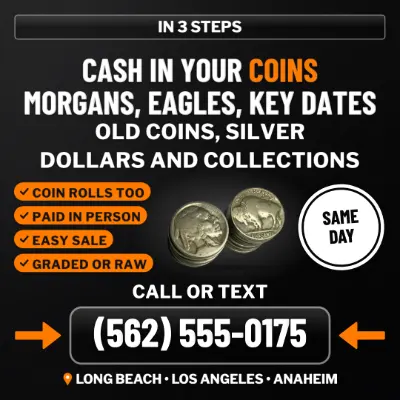 IN 3 STEPS
CASH IN YOUR COINS
MORGANS, EAGLES, KEY DATES
OLD COINS, SILVER
DOLLARS AND COLLECTIONS
COIN ROLLS TOO
PAID IN PERSON
EASY SALE
GRADED OR RAW
SAME
DAY
CALL OR TEXT
(562) 555-0175
LONG BEACH • LOS ANGELES • ANAHEIM